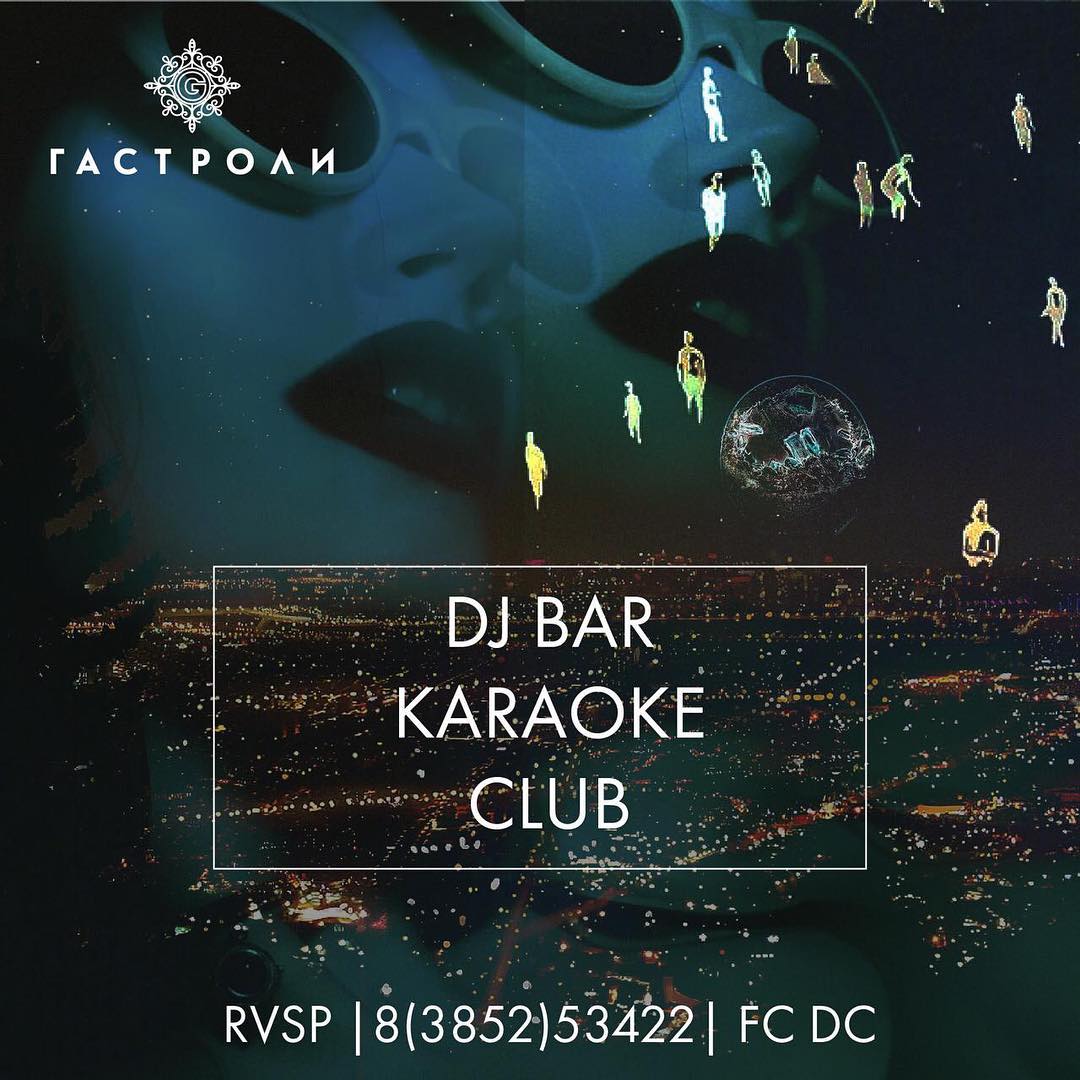 G
ГАСТРОЛИ
DJ BAR
KARAOKE
CLUB
RVSP | 8(3852)53422 | FC DC